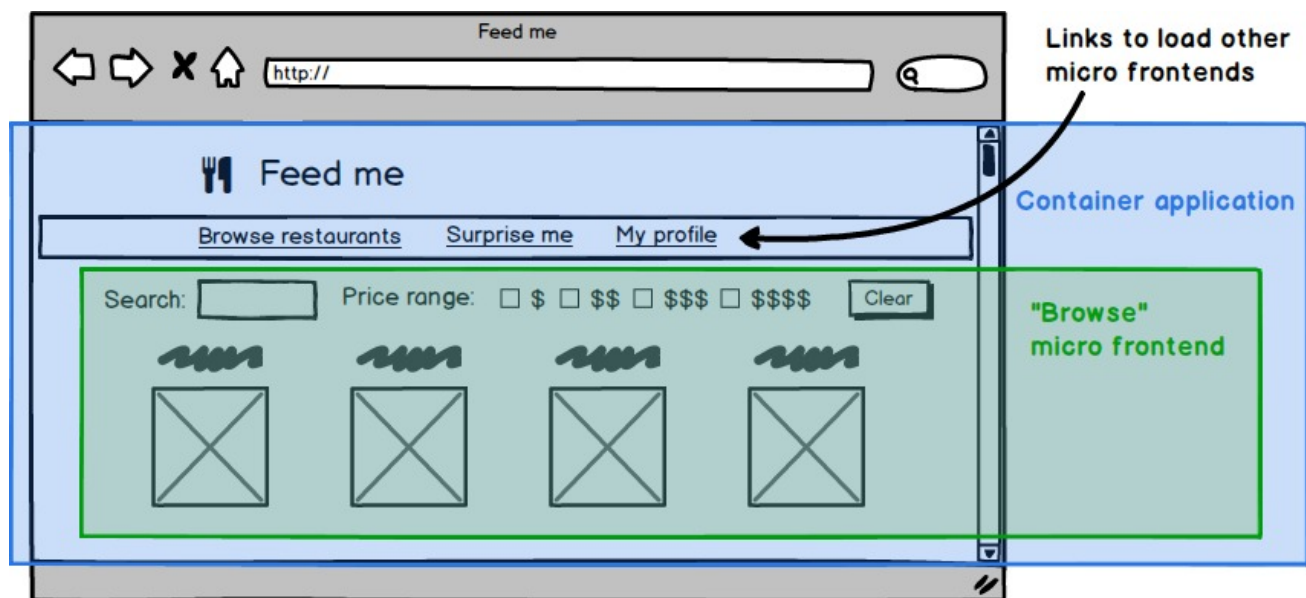 Feed me
http://
Links to load other
micro frontends
Feed me
Container application
Browse restaurants Surprise me My profile
Search: Price range: $ $$ $$$ $$$$ Clear
"Browse"
micro frontend